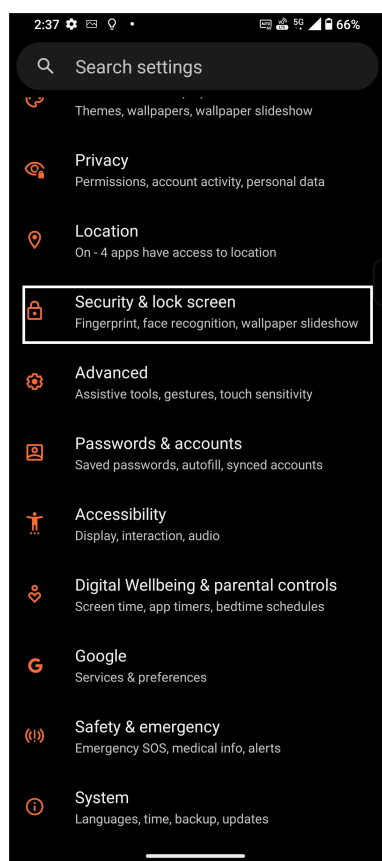 2:37
5G
66%
Search settings
Themes, wallpapers, wallpaper slideshow
Privacy
Permissions, account activity, personal data
Location
On - 4 apps have access to location
Security & lock screen
Fingerprint, face recognition, wallpaper slideshow
Advanced
Assistive tools, gestures, touch sensitivity
Passwords & accounts
Saved passwords, autofill, synced accounts
Accessibility
Display, interaction, audio
Digital Wellbeing & parental controls
Screen time, app timers, bedtime schedules
Google
Services & preferences
Safety & emergency
Emergency SOS, medical info, alerts
System
Languages, time, backup, updates